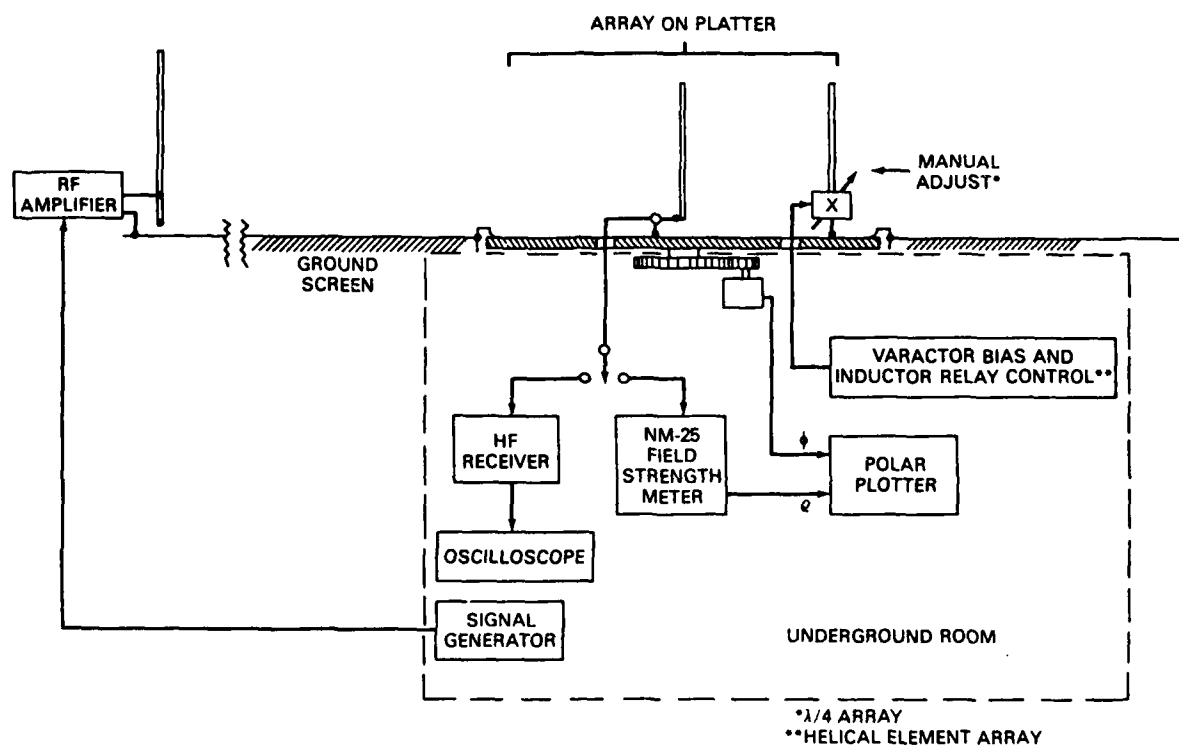 ARRAY ON PLATTER
RF
AMPLIFIER
MANUAL
ADJUST*
X
GROUND
SCREEN
VARACTOR BIAS AND
INDUCTOR RELAY CONTROL**
HF
RECEIVER
NM-25
FIELD
STRENGTH
METER
ϕ
POLAR
PLOTTER
ϱ
OSCILLOSCOPE
SIGNAL
GENERATOR
UNDERGROUND ROOM
*λ/4 ARRAY
**HELICAL ELEMENT ARRAY